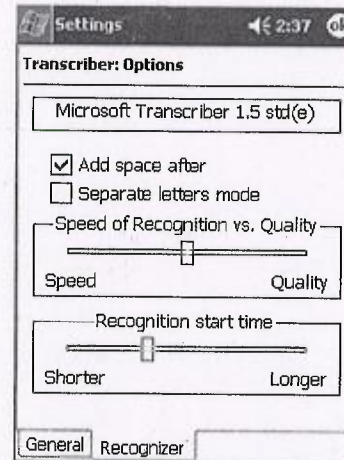 Settings 2:37 ok
Transcriber: Options
Microsoft Transcriber 1.5 std(e)
Add space after
Separate letters mode
Speed of Recognition vs. Quality
Speed Quality
Recognition start time
Shorter Longer
General Recognizer